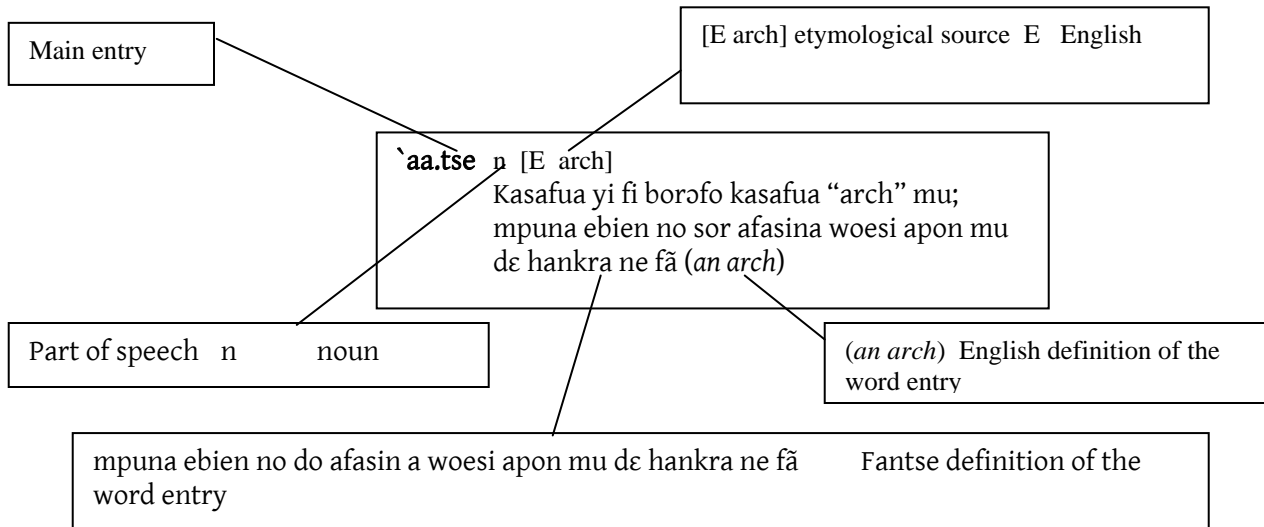 Main entry
[E arch] etymological source E English
`aa.tse n [E arch]
Kasafua yi fi borɔfo kasafua “arch” mu;
mpuna ebien no sor afasina woesi apon mu
dɛ hankra ne fã (an arch)
Part of speech n noun
(an arch) English definition of the
word entry
mpuna ebien no do afasin a woesi apon mu dɛ hankra ne fã Fantse definition of the
word entry